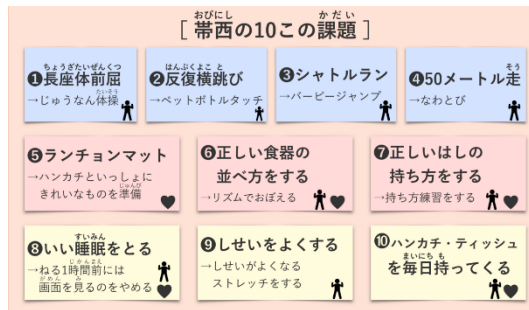 [ 帯西の10この課題 ]
❶長座体前屈
→じゅうなん体操
❷反復横跳び
→ペットボトルタッチ
❸シャトルラン
→バーピージャンプ
❹50メートル走
→なわとび
❺ランチョンマット
→ハンカチといっしょに
きれいなものを準備
❻正しい食器の
並べ方をする
→リズムでおぼえる
❼正しいはしの
持ち方をする
→持ち方練習をする
❽いい睡眠をとる
→ねる1時間前には
画面を見るのをやめる
❾しせいをよくする
→しせいがよくなる
ストレッチをする
❿ハンカチ・ティッシュ
を毎日持ってくる